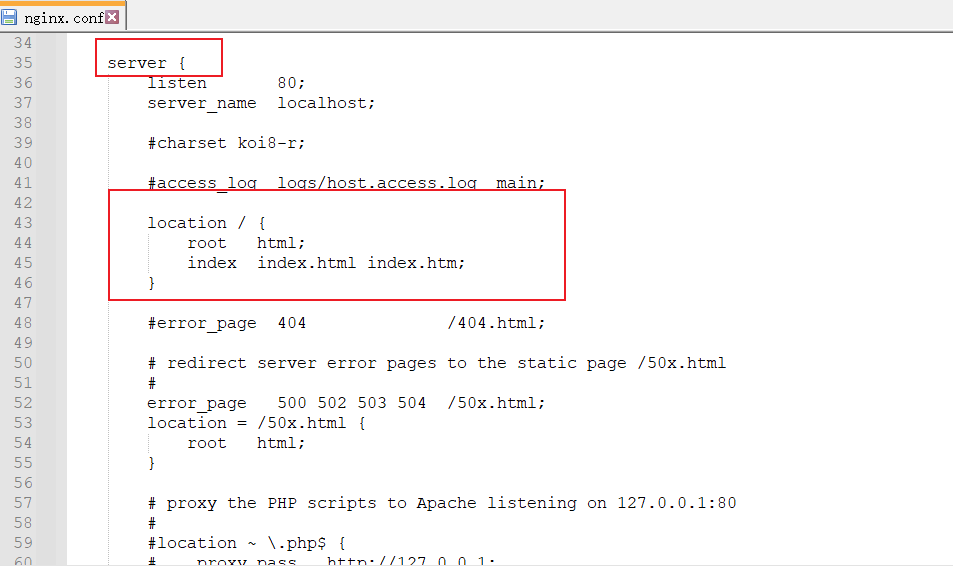 nginx.conf
34
35 server {
36 listen 80;
37 server_name localhost;
38
39 #charset koi8-r;
40
41 #access_log logs/host.access.log main;
42
43 location / {
44 root html;
45 index index.html index.htm;
46 }
47
48 #error_page 404 /404.html;
49
50 # redirect server error pages to the static page /50x.html
51 #
52 error_page 500 502 503 504 /50x.html;
53 location = /50x.html {
54 root html;
55 }
56
57 # proxy the PHP scripts to Apache listening on 127.0.0.1:80
58 #
59 #location ~ \.php$ {
60 # proxy_pass http://127.0.0.1;